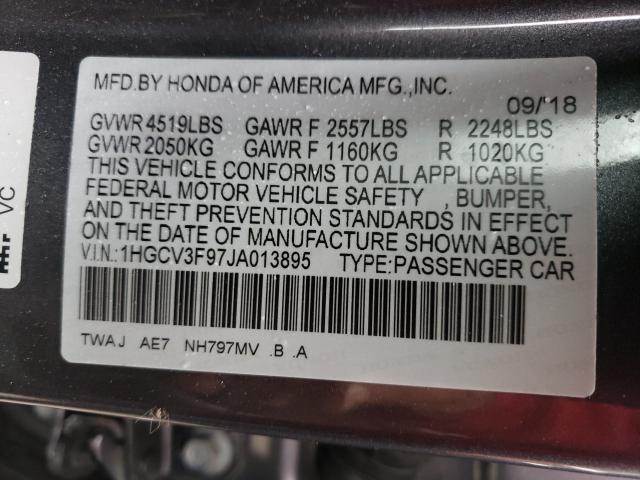 MFD.BY HONDA OF AMERICA MFG.,INC.
09/'18
GVWR 4519LBS GAWR F 2557LBS R 2248LBS
GVWR 2050KG GAWR F 1160KG R 1020KG
THIS VEHICLE CONFORMS TO ALL APPLICABLE
FEDERAL MOTOR VEHICLE SAFETY , BUMPER,
AND THEFT PREVENTION STANDARDS IN EFFECT
ON THE DATE OF MANUFACTURE SHOWN ABOVE.
V.I.N.:1HGCV3F97JA013895 TYPE:PASSENGER CAR
TWAJ AE7 NH797MV .B .A
VC